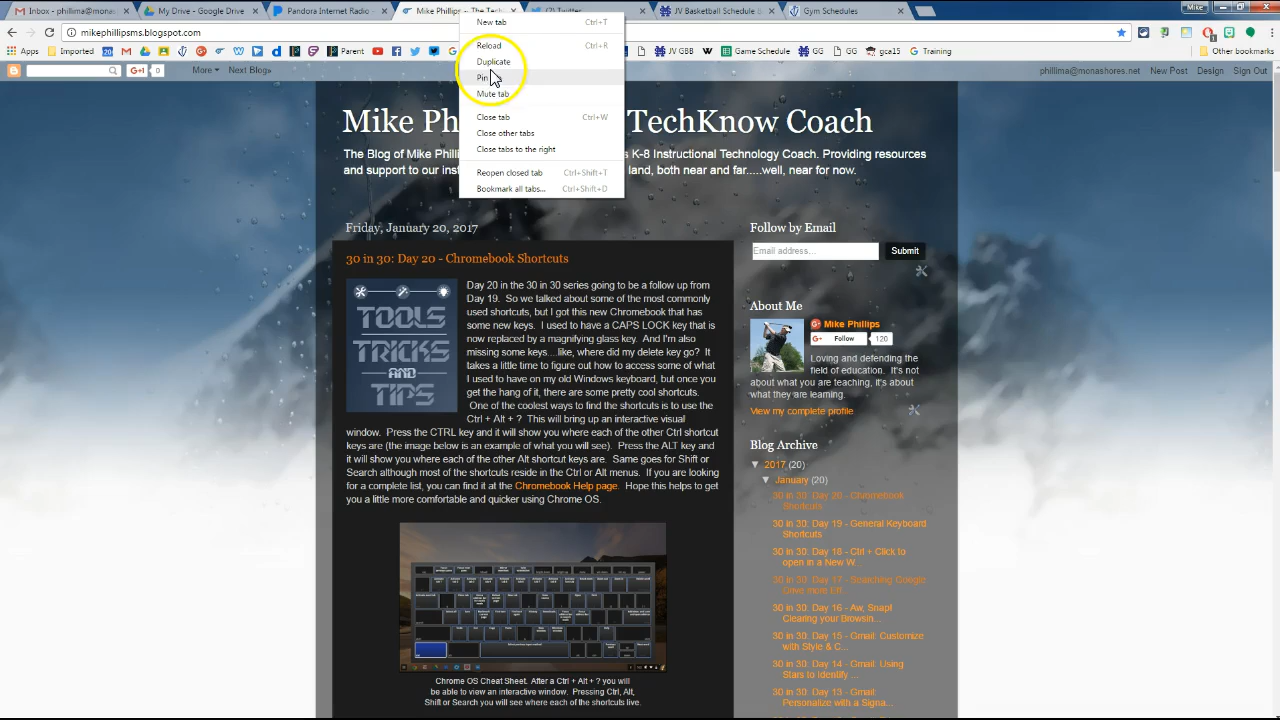 Inbox - phillima@monash
My Drive - Google Drive
Pandora Internet Radio -
Mike Phillips - The Tech
(2) Twitter
JV Basketball Schedule B
Gym Schedules
Mike
mikephillipsms.blogspot.com
Imported
Parent
JV GBB
Game Schedule
GG
GG
gca15
Training
Other bookmarks
G+1 0
More
Next Blog»
phillima@monashores.net
New Post
Design
Sign Out
New tab Ctrl+T
Reload Ctrl+R
Duplicate
Pin
Mute tab
Close tab Ctrl+W
Close other tabs
Close tabs to the right
Reopen closed tab Ctrl+Shift+T
Bookmark all tabs... Ctrl+Shift+D
Mike Ph TechKnow Coach
The Blog of Mike Phillip s K-8 Instructional Technology Coach. Providing resources
and support to our inst land, both near and far.....well, near for now.
Friday, January 20, 2017
30 in 30: Day 20 - Chromebook Shortcuts
TOOLS
TRICKS
AND
TIPS
Day 20 in the 30 in 30 series going to be a follow up from
Day 19. So we talked about some of the most commonly
used shortcuts, but I got this new Chromebook that has
some new keys. I used to have a CAPS LOCK key that is
now replaced by a magnifying glass key. And I'm also
missing some keys....like, where did my delete key go? It
takes a little time to figure out how to access some of what
I used to have on my old Windows keyboard, but once you
get the hang of it, there are some pretty cool shortcuts.
One of the coolest ways to find the shortcuts is to use the
Ctrl + Alt + ? This will bring up an interactive visual
window. Press the CTRL key and it will show you where each of the other Ctrl shortcut
keys are (the image below is an example of what you will see). Press the ALT key and
it will show you where each of the other Alt shortcut keys are. Same goes for Shift or
Search although most of the shortcuts reside in the Ctrl or Alt menus. If you are looking
for a complete list, you can find it at the Chromebook Help page. Hope this helps to get
you a little more comfortable and quicker using Chrome OS.
Chrome OS Cheat Sheet. After a Ctrl + Alt + ? you will
be able to view an interactive window. Pressing Ctrl, Alt,
Shift or Search you will see where each of the shortcuts live.
Follow by Email
Email address...
Submit
About Me
Mike Phillips
Follow 120
Loving and defending the
field of education. It's not
about what you are teaching, it's about
what they are learning.
View my complete profile
Blog Archive
▼ 2017 (20)
▼ January (20)
30 in 30: Day 20 - Chromebook
Shortcuts
30 in 30: Day 19 - General Keyboard
Shortcuts
30 in 30: Day 18 - Ctrl + Click to
open in a New W...
30 in 30: Day 17 - Searching Google
Drive more Eff...
30 in 30: Day 16 - Aw, Snap!
Clearing your Browsin...
30 in 30: Day 15 - Gmail: Customize
with Style & C...
30 in 30: Day 14 - Gmail: Using
Stars to Identify ...
30 in 30: Day 13 - Gmail:
Personalize with a Signa...